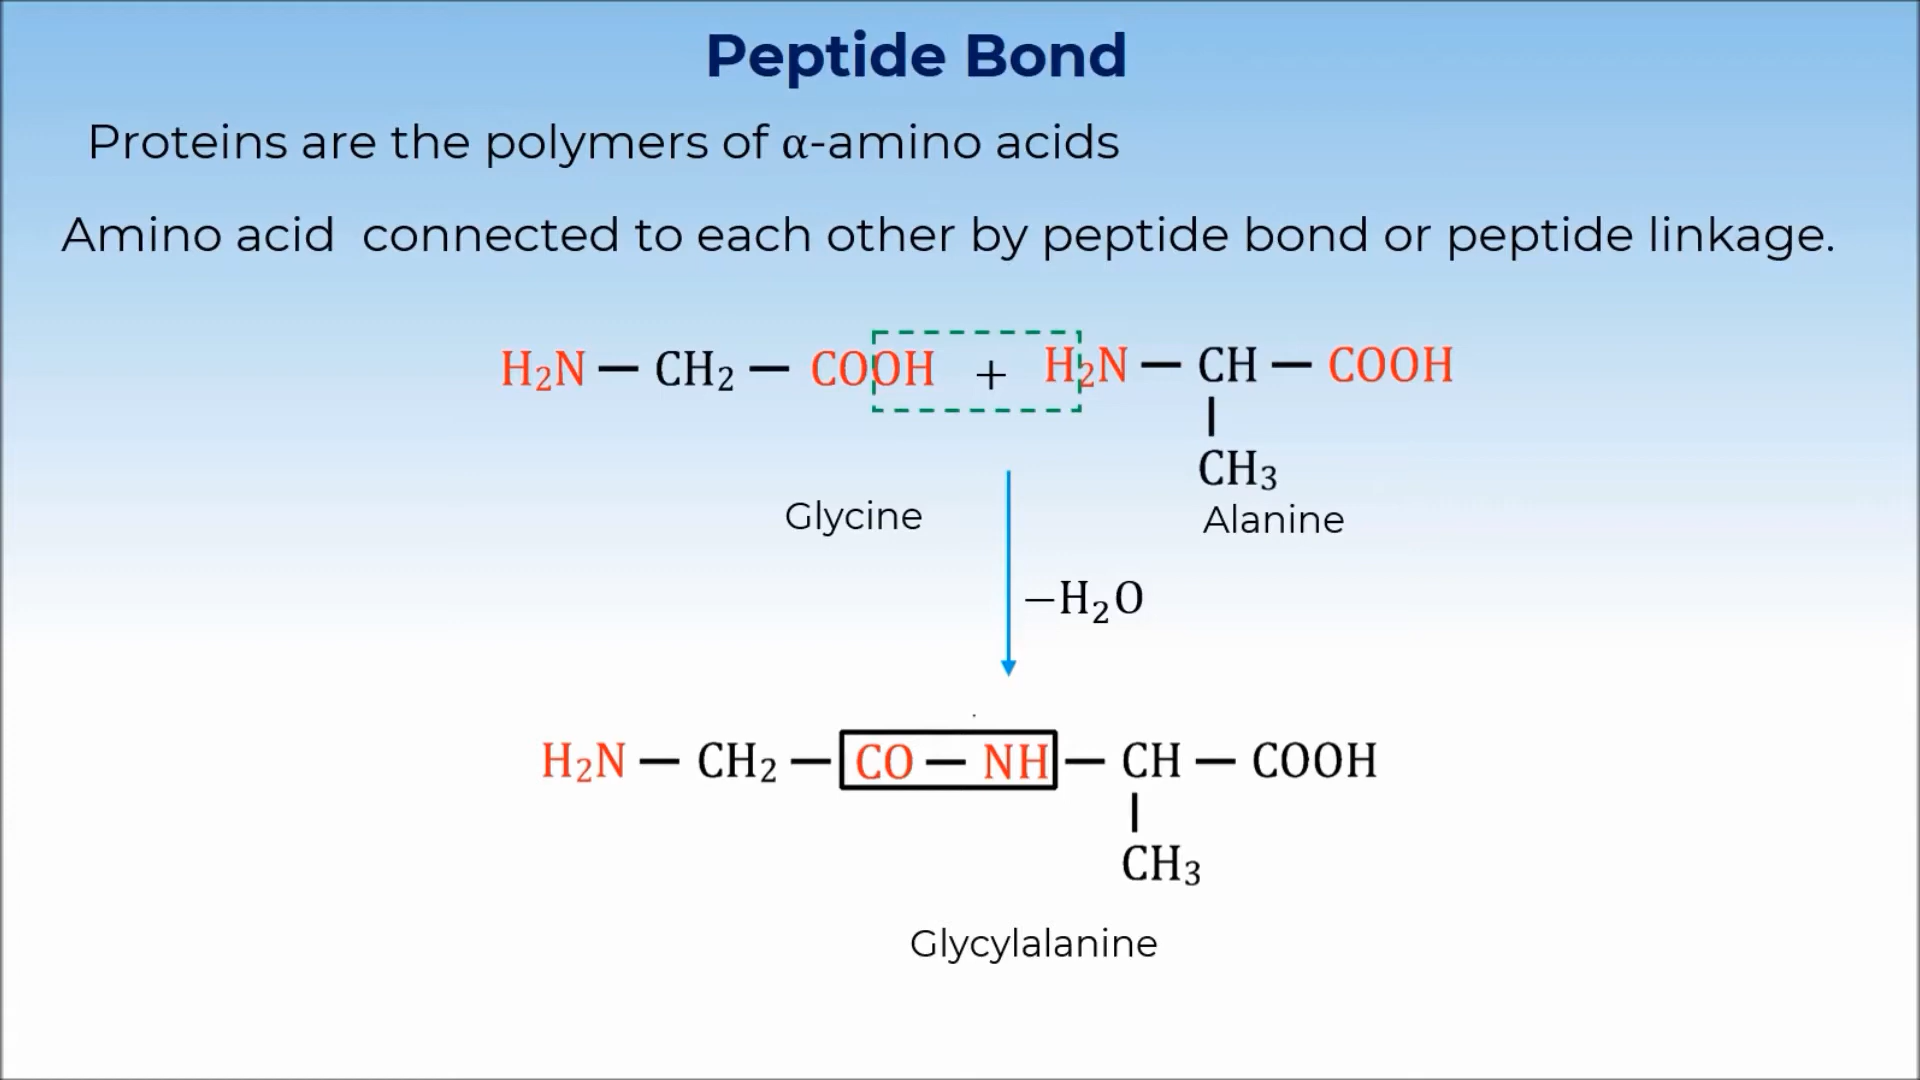 Peptide Bond
Proteins are the polymers of α-amino acids
Amino acid connected to each other by peptide bond or peptide linkage.
H₂N — CH₂ — COOH + H₂N — CH — COOH
CH₃
Glycine Alanine
−H₂O
H₂N — CH₂ — CO — NH — CH — COOH
CH₃
Glycylalanine